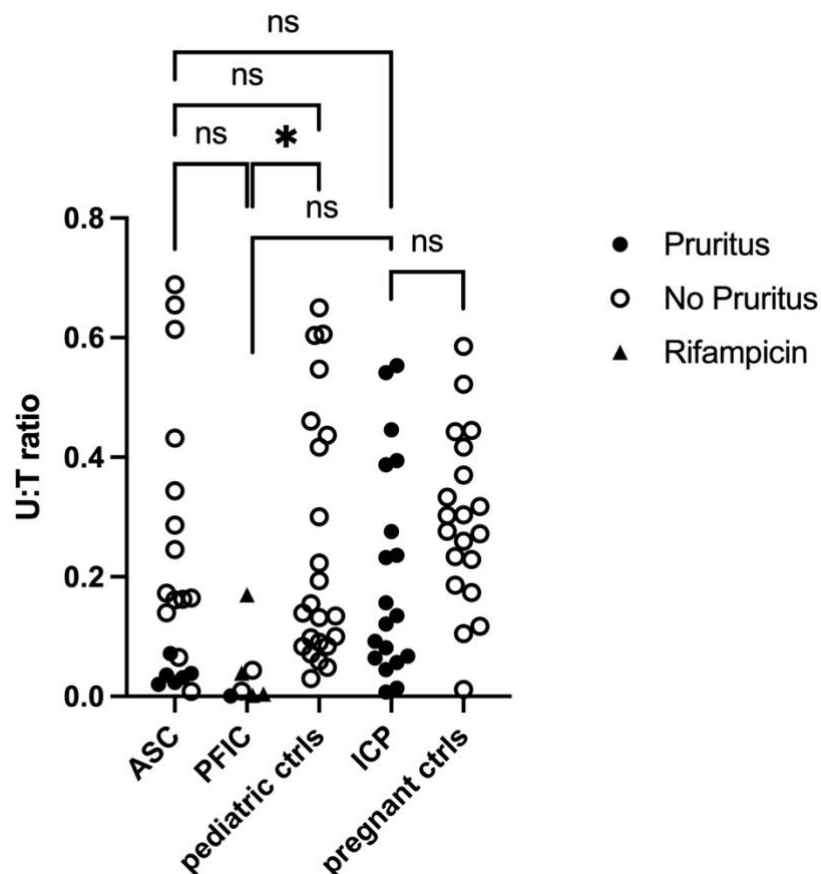 ns
ns
ns *
ns
ns
0.8
0.6
0.4
0.2
0.0
U:T ratio
ASC
PFIC
pediatric ctrls
ICP
pregnant ctrls
Pruritus
No Pruritus
Rifampicin